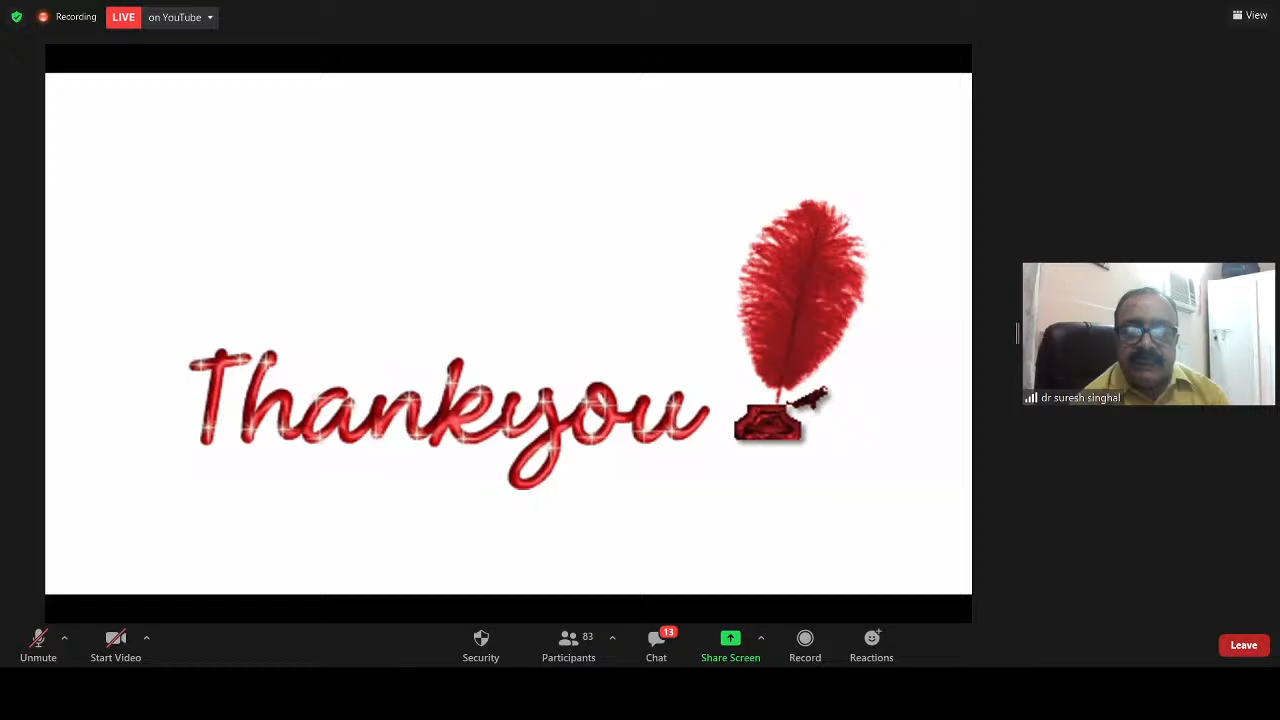 Recording
LIVE
on YouTube
View
Thankyou
dr suresh singhal
Unmute
Start Video
Security
83
Participants
13
Chat
Share Screen
Record
Reactions
Leave